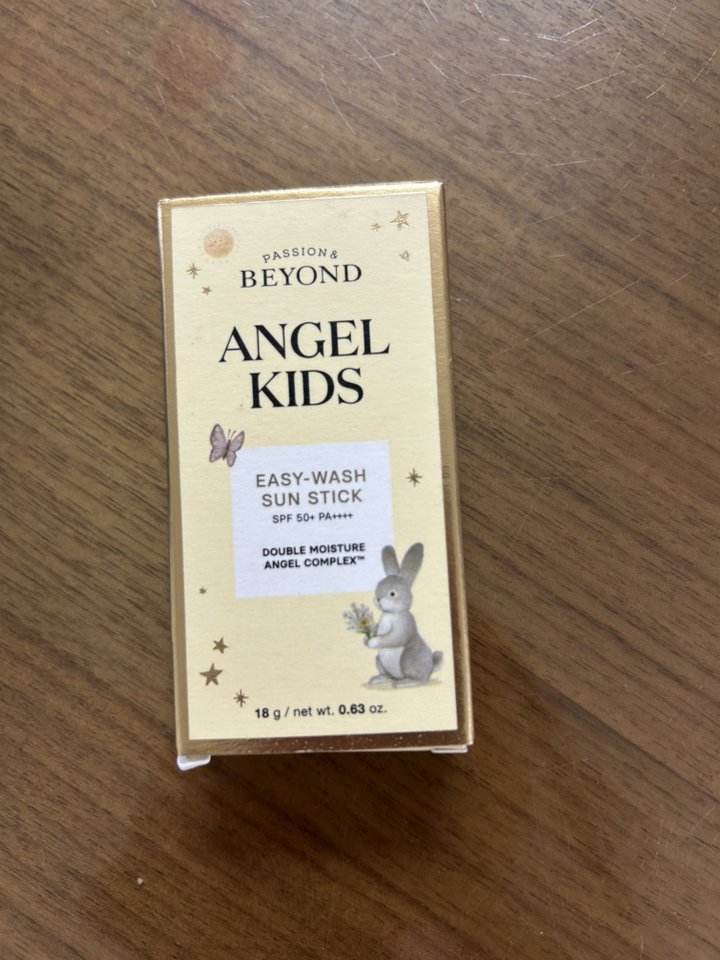 PASSION&
BEYOND
ANGEL
KIDS
EASY-WASH
SUN STICK
SPF 50+ PA++++
DOUBLE MOISTURE
ANGEL COMPLEX™
18 g / net wt. 0.63 oz.